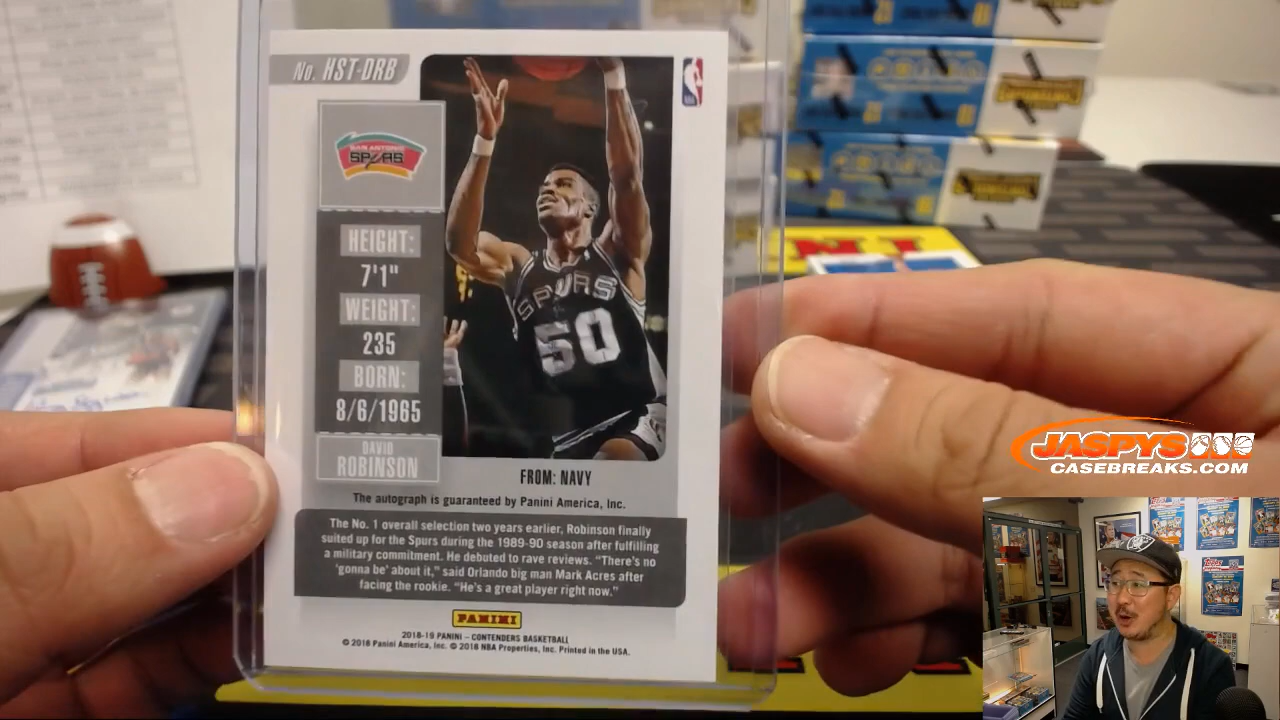 No. HST-DRB
SAN ANTONIO
SPURS
HEIGHT:
7'1"
WEIGHT:
235
BORN:
8/6/1965
DAVID
ROBINSON
SPURS
50
FROM: NAVY
The autograph is guaranteed by Panini America, Inc.
The No. 1 overall selection two years earlier, Robinson finally
suited up for the Spurs during the 1989-90 season after fulfilling
a military commitment. He debuted to rave reviews. "There's no
'gonna be' about it," said Orlando big man Mark Acres after
facing the rookie. "He's a great player right now."
PANINI
2018-19 PANINI – CONTENDERS BASKETBALL
© 2018 Panini America, Inc. © 2018 NBA Properties, Inc. Printed in the USA.
JASPYS
CASEBREAKS.COM